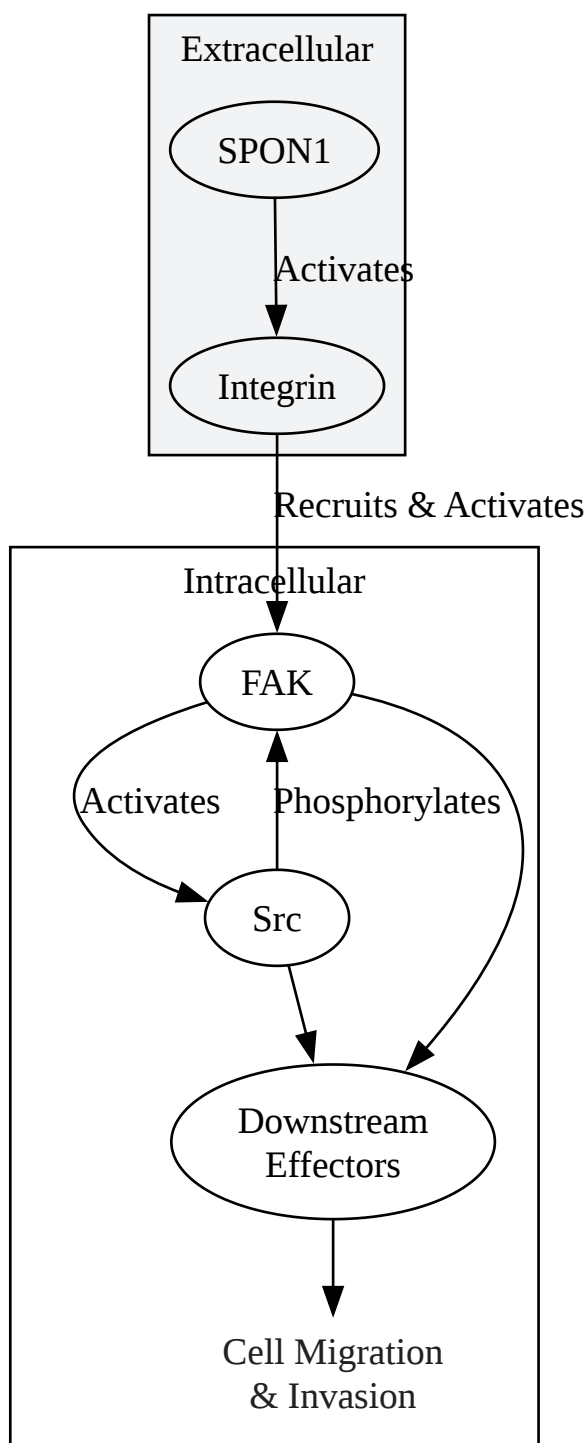 Extracellular
SPON1
Activates
Integrin
Recruits & Activates
Intracellular
FAK
Activates
Phosphorylates
Src
Downstream
Effectors
Cell Migration
& Invasion